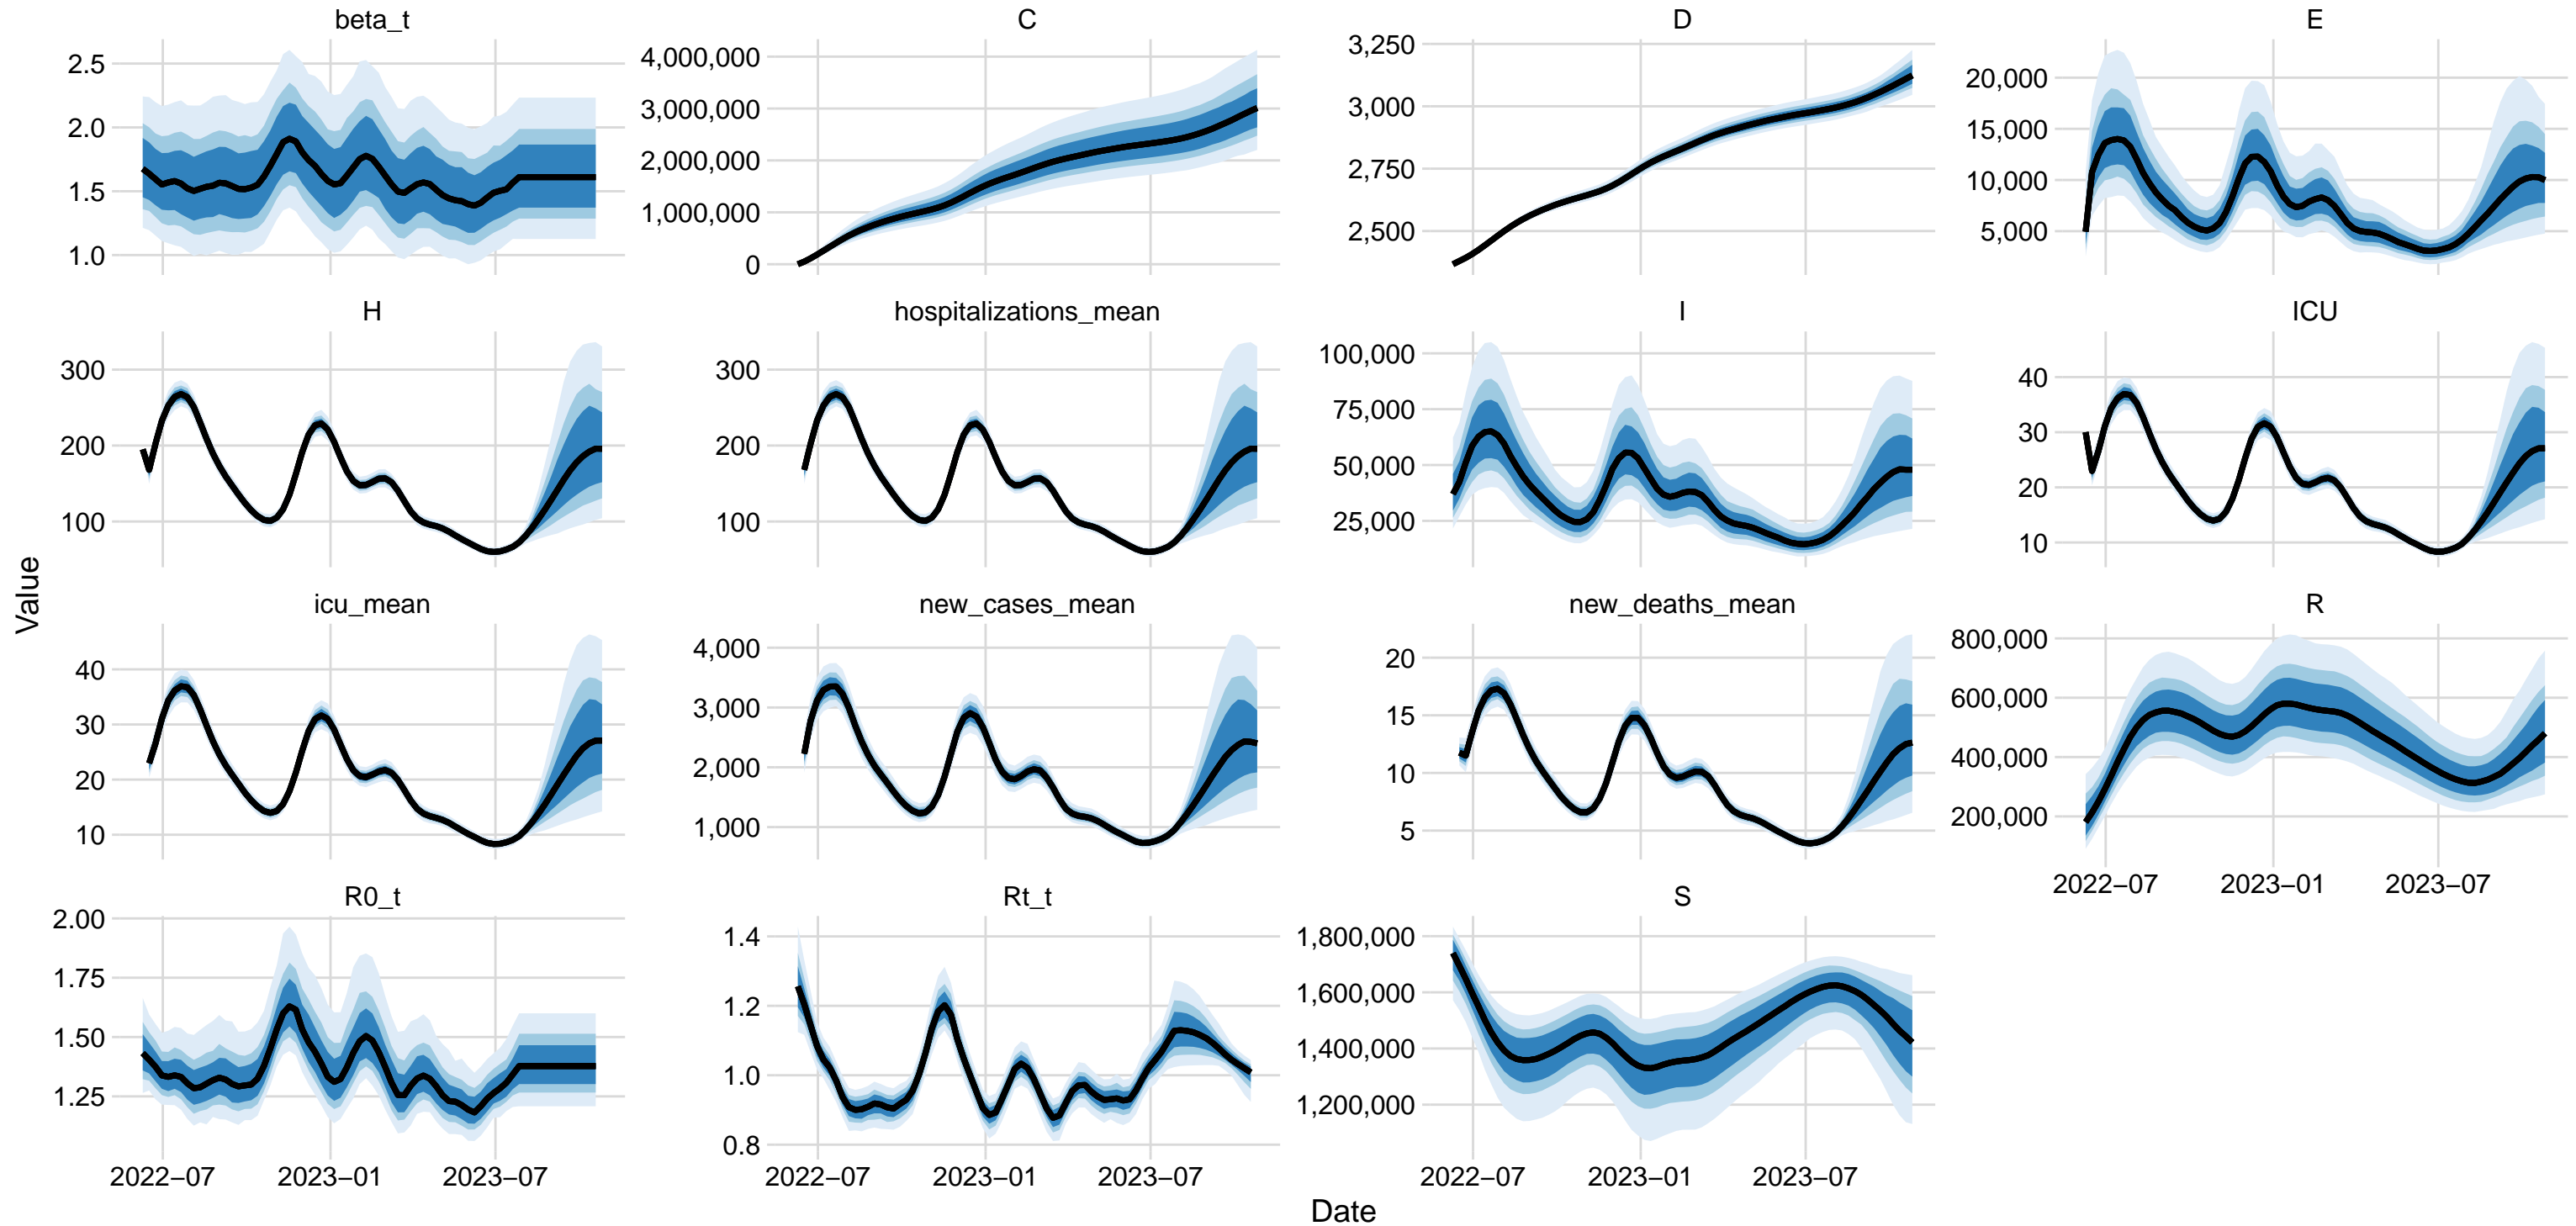 beta_t
C
D
E
2.5
2.0
1.5
1.0
4,000,000
3,000,000
2,000,000
1,000,000
0
3,250
3,000
2,750
2,500
20,000
15,000
10,000
5,000
H
hospitalizations_mean
I
ICU
300
200
100
300
200
100
100,000
75,000
50,000
25,000
40
30
20
10
Value
icu_mean
new_cases_mean
new_deaths_mean
R
40
30
20
10
4,000
3,000
2,000
1,000
20
15
10
5
800,000
600,000
400,000
200,000
2022−07 2023−01 2023−07
R0_t
Rt_t
S
2.00
1.75
1.50
1.25
1.4
1.2
1.0
0.8
1,800,000
1,600,000
1,400,000
1,200,000
2022−07 2023−01 2023−07
2022−07 2023−01 2023−07
2022−07 2023−01 2023−07
Date